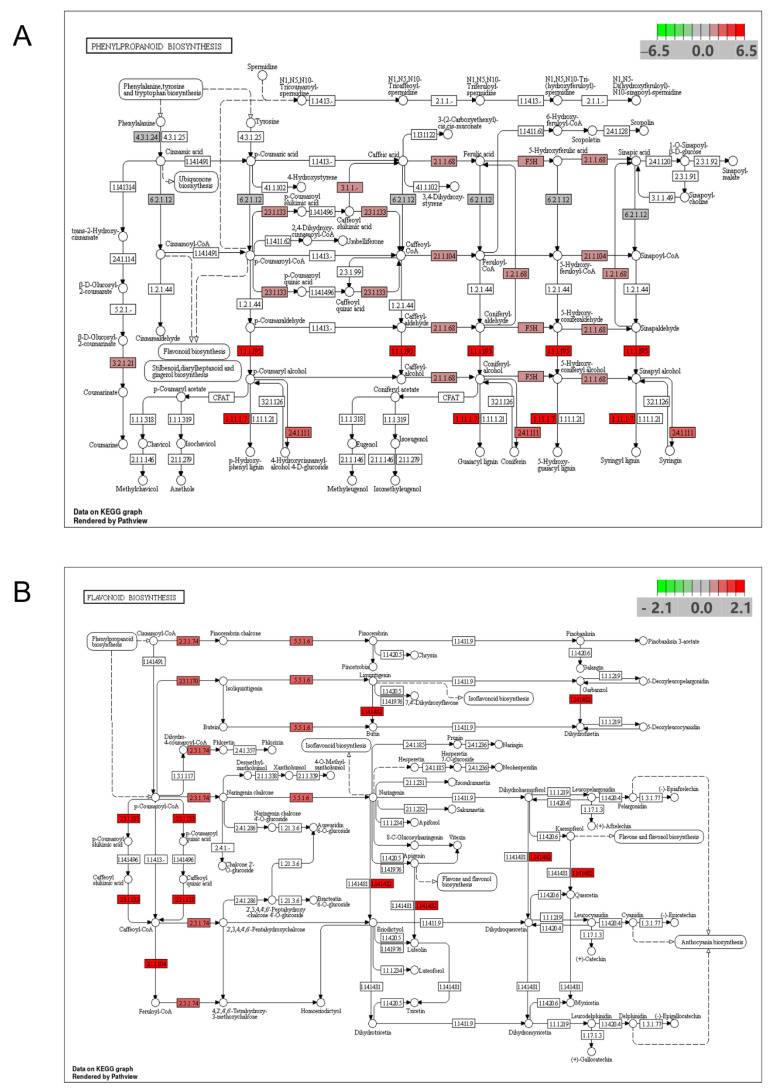 A
PHENYLPROPANOID BIOSYNTHESIS
-6.5 0.0 6.5
Phenylalanine,tyrosine
and tryptophan biosynthesis
Spermidine
N1,N5,N10-
Tricoumaroyl-
spermidine
N1,N5,N10-
Tricaffeoyl-
spermidine
N1,N5,N10-
Triferuloyl-
spermidine
N1,N5,N10-Tri-
(hydroxyferuloyl)-
spermidine
N1,N5-
Di(hydroxyferuloyl)-
N10-sinapoyl-spermidine
1.14.13.-
1.14.13.-
2.1.1.-
1.14.13.-
2.1.1.-
Phenylalanine
Tyrosine
4.3.1.24
4.3.1.25
4.3.1.25
3-(2-Carboxyethenyl)-
cis,cis-muconate
1.13.11.22
6-Hydroxy-
feruloyl-CoA
1.14.11.61
Scopoletin
2.4.1.128
Scopolin
Cinnamic acid
1.14.14.91
p-Coumaric acid
1.14.13.-
Caffeic acid
2.1.1.68
Ferulic acid
F5H
5-Hydroxyferulic acid
2.1.1.68
Sinapic acid
2.4.1.120
1-O-Sinapoyl-
β-D-glucose
2.3.1.92
Sinapoyl-
malate
2.3.1.91
Sinapoyl-
choline
3.1.1.49
Ubiquinone
biosynthesis
4-Hydroxystyrene
4.1.1.102
3,4-Dihydroxy-
styrene
4.1.1.102
1.14.13.14
6.2.1.12
6.2.1.12
6.2.1.12
6.2.1.12
6.2.1.12
6.2.1.12
p-Coumaroyl
shikimic acid
3.1.1.-
2.3.1.133
1.14.14.96
2.3.1.133
Caffeoyl
shikimic acid
trans-2-Hydroxy-
cinnamate
2,4-Dihydroxy-
cinnamoyl-CoA
1.14.11.62
Umbelliferone
Cinnamoyl-CoA
1.14.14.91
p-Coumaroyl-CoA
1.14.13.-
Caffeoyl-CoA
2.1.1.104
Feruloyl-
CoA
5-Hydroxy-
feruloyl-CoA
2.1.1.104
Sinapoyl-CoA
2.4.1.114
2.3.1.99
1.2.1.68
1.2.1.68
p-Coumaroyl
quinic acid
2.3.1.133
1.14.14.96
2.3.1.133
Caffeoyl
quinic acid
β-D-Glucosyl-
2-coumarate
1.2.1.44
1.2.1.44
1.2.1.44
1.2.1.44
1.2.1.44
1.2.1.44
5.2.1.-
Cinnamaldehyde
p-Coumaraldehyde
1.14.13.-
Caffeyl-
aldehyde
2.1.1.68
Coniferyl-
aldehyde
F5H
5-Hydroxy-
coniferaldehyde
2.1.1.68
Sinapaldehyde
β-D-Glucosyl-
2-coumarinate
Flavonoid biosynthesis
1.1.1.195
1.1.1.195
1.1.1.195
1.1.1.195
1.1.1.195
3.2.1.21
Stilbenoid,diarylheptanoid and
gingerol biosynthesis
p-Coumaryl alcohol
Caffeyl-
alcohol
2.1.1.68
Coniferyl-
alcohol
F5H
5-Hydroxy-
coniferyl alcohol
2.1.1.68
Sinapyl alcohol
Coumarinate
p-Coumaryl acetate
CFAT
Coniferyl acetate
CFAT
3.2.1.126
3.2.1.126
3.2.1.126
1.1.1.318
1.1.1.319
1.11.1.7
1.11.1.21
1.1.1.318
1.1.1.319
1.11.1.7
1.11.1.21
1.11.1.7
1.11.1.21
1.11.1.7
1.11.1.21
2.4.1.111
2.4.1.111
2.4.1.111
Coumarine
Chavicol
Isochavicol
p-Hydroxy-
phenyl lignin
4-Hydroxycinnamyl-
alcohol 4-D-glucoside
Eugenol
Isoeugenol
Guaiacyl lignin
Coniferin
5-Hydroxy-
guaiacyl lignin
Syringyl lignin
Syringin
2.1.1.146
2.1.1.279
2.1.1.146
2.1.1.146
2.1.1.279
Methylchavicol
Anethole
Methyleugenol
Isomethyleugenol
Data on KEGG graph
Rendered by Pathview
B
FLAVONOID BIOSYNTHESIS
-2.1 0.0 2.1
Phenylpropanoid
biosynthesis
Cinnamoyl-CoA
2.3.1.74
Pinocembrin chalcone
5.5.1.6
Pinocembrin
1.14.11.9
Pinobanksin
Pinobanksin 3-acetate
1.14.20.5
Chrysin
1.14.20.6
Pinostrobin
Galangin
1.14.14.91
2.3.1.170
Isoliquiritigenin
5.5.1.6
Liquiritigenin
1.14.11.9
Garbanzol
1.1.1.219
5-Deoxyleucopelargonidin
1.14.20.5
1.14.19.76
7,4'-Dihydroxyflavone
Isoflavonoid biosynthesis
1.14.14.82
1.14.14.82
Butein
5.5.1.6
Butin
1.14.11.9
Dihydrofisetin
1.1.1.219
5-Deoxyleucocyanidin
Dihydro-
4-coumaroyl-CoA
2.3.1.74
Phloretin
2.4.1.357
Phlorizin
Isoflavonoid biosynthesis
2.4.1.185
Prunin
2.4.1.236
Naringin
1.3.1.117
Desmethyl-
xanthohumol
2.1.1.338
Xanthohumol
2.1.1.339
4-O-Methyl-
xanthohumol
Hesperetin
2.4.1.185
Hesperetin
7-O-glucoside
2.4.1.236
Neohesperidin
2.1.1.231
Isosakuranetin
p-Coumaroyl-CoA
2.3.1.74
Naringenin chalcone
5.5.1.6
Naringenin
1.14.11.9
Dihydrokaempferol
1.1.1.219
Leucopelargonidin
1.14.20.4
Pelargonidin
1.3.1.77
(-)-Epiafzelechin
1.14.20.4
1.17.1.3
(+)-Afzelechin
2.1.1.232
Sakuranetin
2.3.1.133
2.3.1.133
Naringenin chalcone
4'-O-glucoside
2.4.1.286
1.21.3.6
Aureusidin
6-O-glucoside
1.1.1.234
Apiforol
p-Coumaroyl
shikimic acid
p-Coumaroyl
quinic acid
2.4.1.-
Chalcone 2'-
O-glucoside
1.21.3.6
8-C-Glucosylnaringenin
Vitexin
1.14.20.5
1.14.19.76
Apigenin
1.14.20.6
Kaempferol
Flavone and flavonol biosynthesis
1.14.14.96
1.14.13.-
1.14.14.96
Flavone and flavonol
biosynthesis
Caffeoyl
shikimic acid
Caffeoyl
quinic acid
1.14.14.81
1.14.14.82
1.14.14.81
1.14.14.82
1.14.14.81
1.14.14.82
1.14.14.81
1.14.14.82
2.3.1.133
2.3.1.133
2.4.1.286
1.21.3.6
Bracteatin
6-O-glucoside
2',3,4,4',6'-Pentahydroxy-
chalcone 4'-O-glucoside
1.14.20.6
Quercetin
Caffeoyl-CoA
2.3.1.74
2',3,4,4',6'-Pentahydroxychalcone
Eriodictyol
1.14.11.9
Dihydroquercetin
1.1.1.219
Leucocyanidin
1.14.20.4
Cyanidin
1.3.1.77
(-)-Epicatechin
1.14.20.5
1.14.19.76
Luteolin
1.14.20.4
1.17.1.3
(+)-Catechin
Anthocyanin biosynthesis
2.1.1.104
1.1.1.234
Luteoforol
1.14.14.81
1.14.14.81
1.14.14.81
1.14.14.81
Feruloyl-CoA
2.3.1.74
4,2',4',6'-Tetrahydroxy-
3-methoxychalcone
Homoeriodictyol
1.14.20.5
Tricetin
1.14.20.6
Myricetin
Dihydrotricetin
1.14.11.9
Dihydromyricetin
1.1.1.219
Leucodelphinidin
1.14.20.4
Delphinidin
1.3.1.77
(-)-Epigallocatechin
1.17.1.3
(+)-Gallocatechin
Data on KEGG graph
Rendered by Pathview